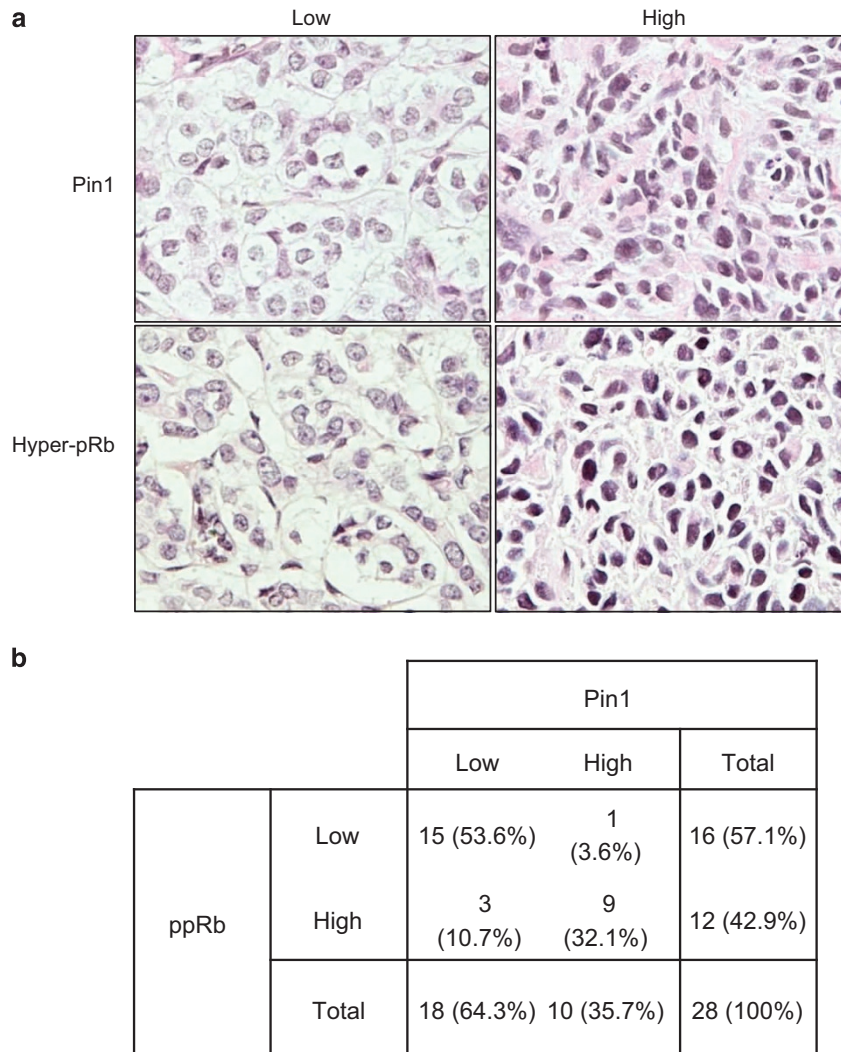 a
Low High
Pin1
Hyper-pRb
b
Pin1
Low High Total
Low 15 (53.6%) 1 (3.6%) 16 (57.1%)
ppRb High 3 (10.7%) 9 (32.1%) 12 (42.9%)
Total 18 (64.3%) 10 (35.7%) 28 (100%)